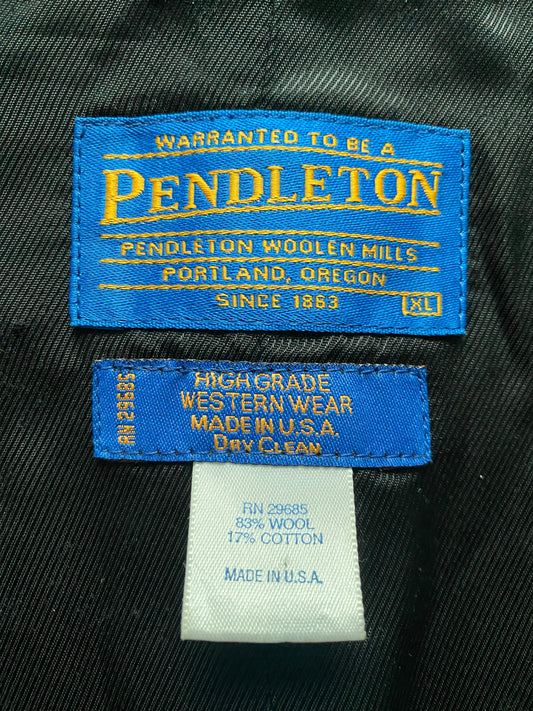 WARRANTED TO BE A
PENDLETON
PENDLETON WOOLEN MILLS
PORTLAND, OREGON
SINCE 1863
XL
RN 29685
HIGH GRADE
WESTERN WEAR
MADE IN U.S.A.
DRY CLEAN
RN 29685
83% WOOL
17% COTTON
MADE IN U.S.A.